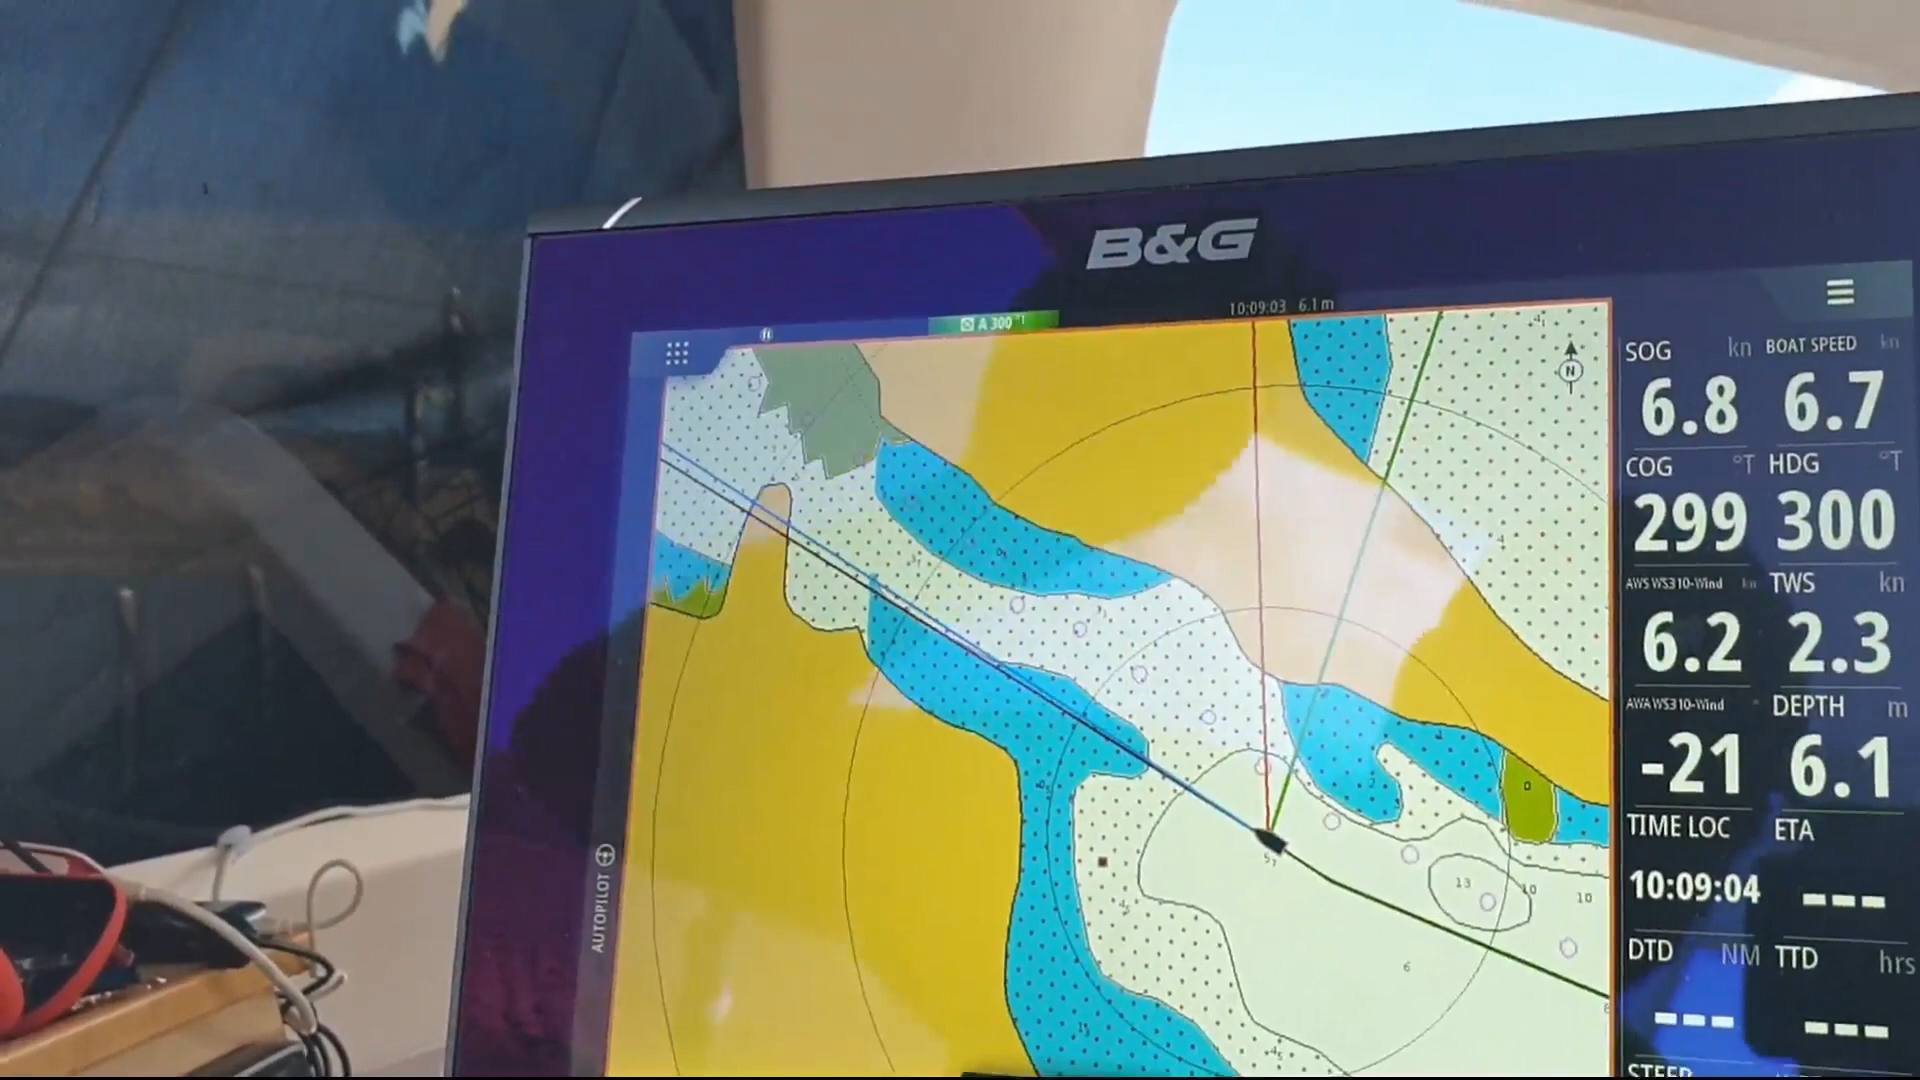 B&G
10:09:03 6.1 m
A 300 °T
N
SOG kn BOAT SPEED kn
6.8 6.7
COG °T HDG °T
299 300
AWS WS310-Wind kn TWS kn
6.2 2.3
AWA WS310-Wind ° DEPTH m
-21 6.1
TIME LOC ETA
10:09:04 ---
DTD NM TTD hrs
--- ---
STEER
AUTOPILOT
0
13
10
10
6